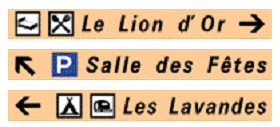 Le Lion d'Or
P Salle des Fêtes
Les Lavandes